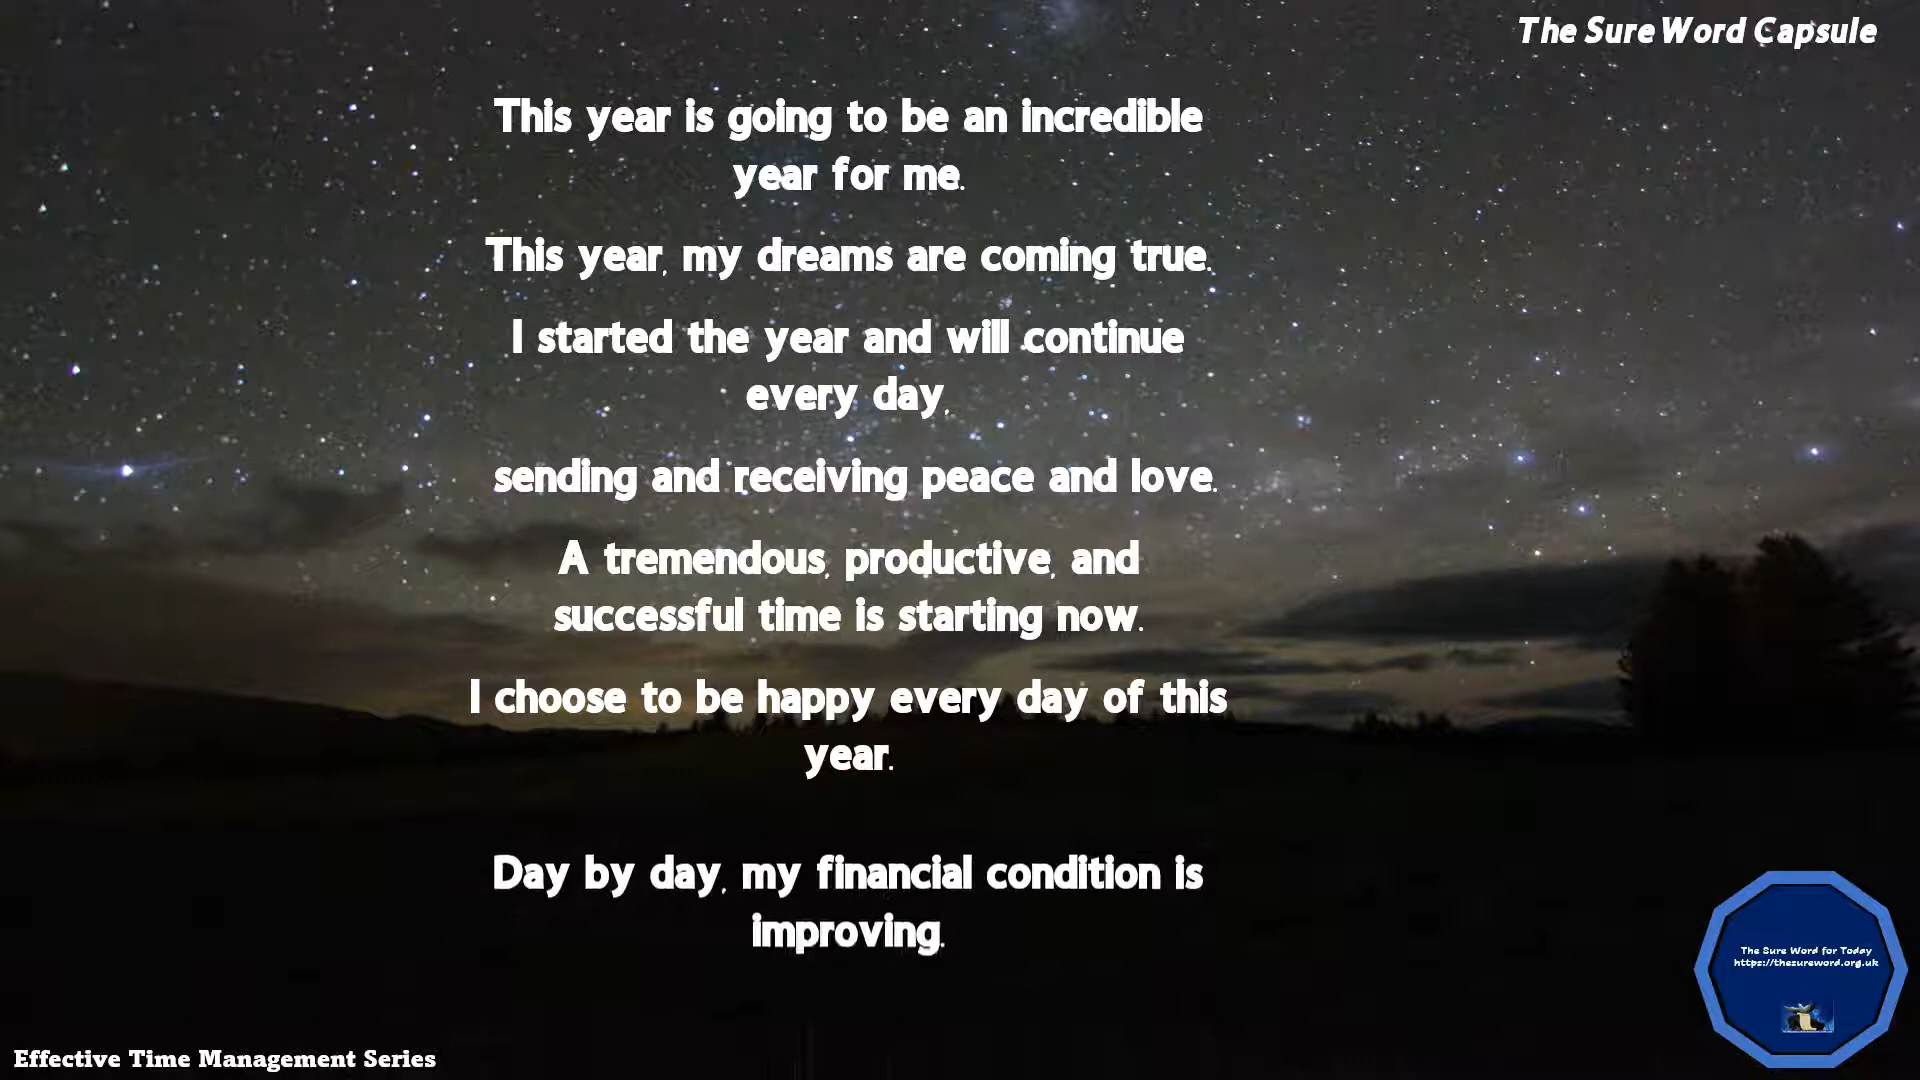 The Sure Word Capsule
This year is going to be an incredible
year for me.
This year, my dreams are coming true.
I started the year and will continue
every day,
sending and receiving peace and love.
A tremendous, productive, and
successful time is starting now.
I choose to be happy every day of this
year.
Day by day, my financial condition is
improving.
The Sure Word for Today
https://thesureword.org.uk
Effective Time Management Series